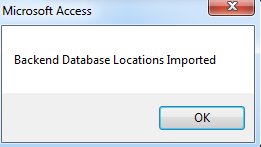 Microsoft Access
Backend Database Locations Imported
OK